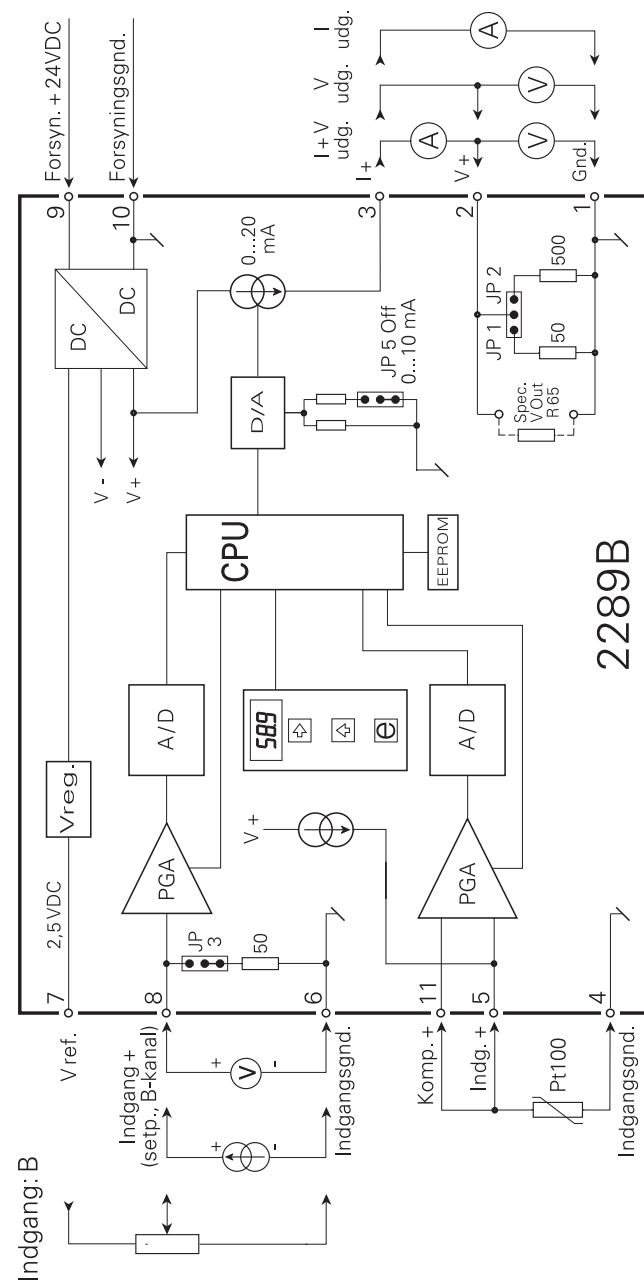 Indgang: B
Vref.
7
2,5VDC
Vreg.
9
Forsyn. + 24VDC
DC
DC
10
Forsyningsgnd.
V -
V +
Indgang +
(setp., B-kanal)
8
JP
3
50
PGA
A/D
+
-
V
+
-
Indgangsgnd.
6
V +
58.9
e
CPU
EEPROM
D/A
JP 5 Off
0...10 mA
0...20
mA
3
I+
I+V
udg.
V
udg.
I
udg.
A
A
V+
2
V
V
Gnd.
1
Komp. +
11
Indg. +
5
Pt100
Indgangsgnd.
4
PGA
A/D
Spec.
VOut
R 65
JP 1
JP 2
50
500
2289B